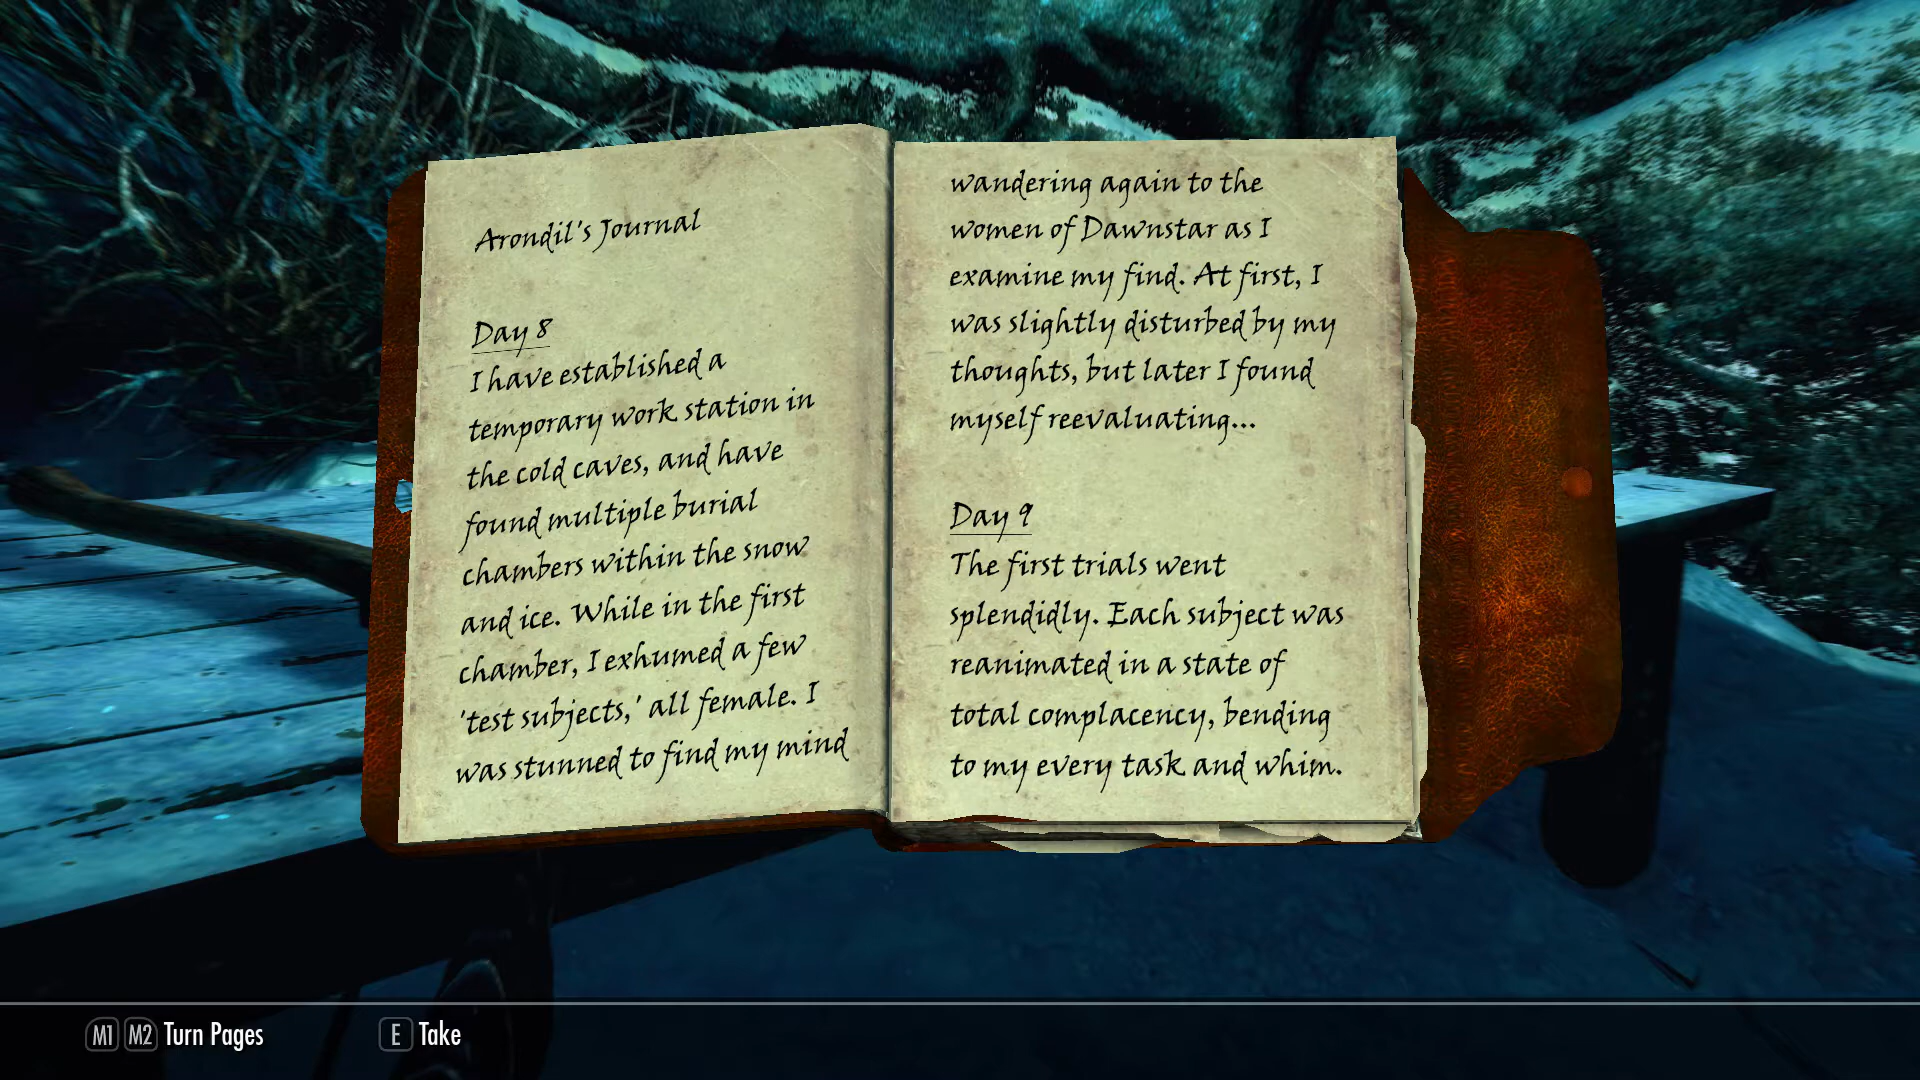 Arondil's Journal
Day 8
I have established a
temporary work station in
the cold caves, and have
found multiple burial
chambers within the snow
and ice. While in the first
chamber, I exhumed a few
'test subjects,' all female. I
was stunned to find my mind
wandering again to the
women of Dawnstar as I
examine my find. At first, I
was slightly disturbed by my
thoughts, but later I found
myself reevaluating...
Day 9
The first trials went
splendidly. Each subject was
reanimated in a state of
total complacency, bending
to my every task and whim.
M1 M2 Turn Pages
E Take